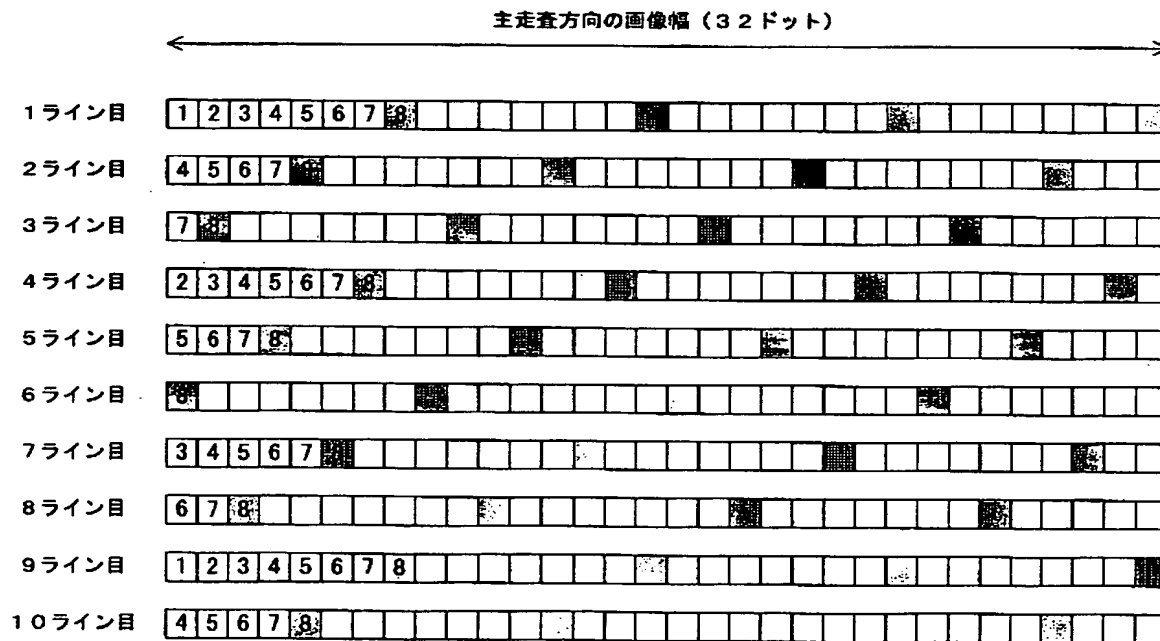 主走査方向の画像幅(32ドット)
1ライン目 1 2 3 4 5 6 7 8
2ライン目 4 5 6 7
3ライン目 7 8
4ライン目 2 3 4 5 6 7 8
5ライン目 5 6 7 8
6ライン目 8
7ライン目 3 4 5 6 7
8ライン目 6 7 8
9ライン目 1 2 3 4 5 6 7 8
10ライン目 4 5 6 7 8